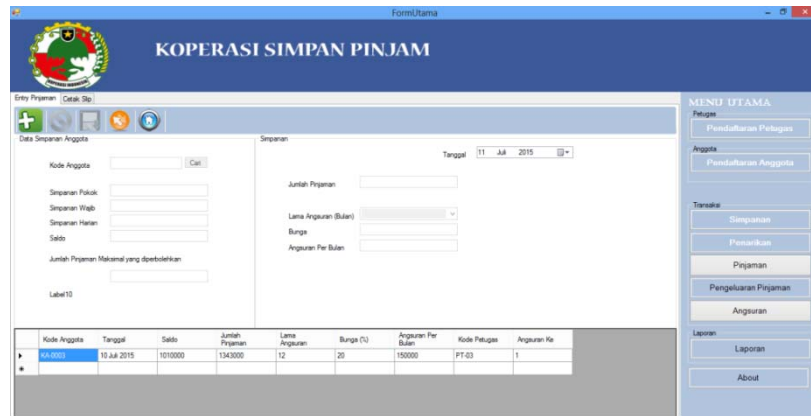 FormUtama
KOPERASI SIMPAN PINJAM
KOPERASI INDONESIA
Entry Pinjaman Cetak Slip
MENU UTAMA
Petugas
Pendaftaran Petugas
Anggota
Pendaftaran Anggota
Transaksi
Simpanan
Penarikan
Pinjaman
Pengeluaran Pinjaman
Angsuran
Laporan
Laporan
About
Data Simpanan Anggota
Kode Anggota Cari
Simpanan Pokok
Simpanan Wajib
Simpanan Harian
Saldo
Jumlah Pinjaman Maksimal yang diperbolehkan
Label10
Simpanan
Tanggal 11 Juli 2015
Jumlah Pinjaman
Lama Angsuran (Bulan)
Bunga
Angsuran Per Bulan
Kode Anggota Tanggal Saldo Jumlah Pinjaman Lama Angsuran Bunga (%) Angsuran Per Bulan Kode Petugas Angsuran Ke
KA-0003 10 Juli 2015 1010000 1343000 12 20 150000 PT-03 1